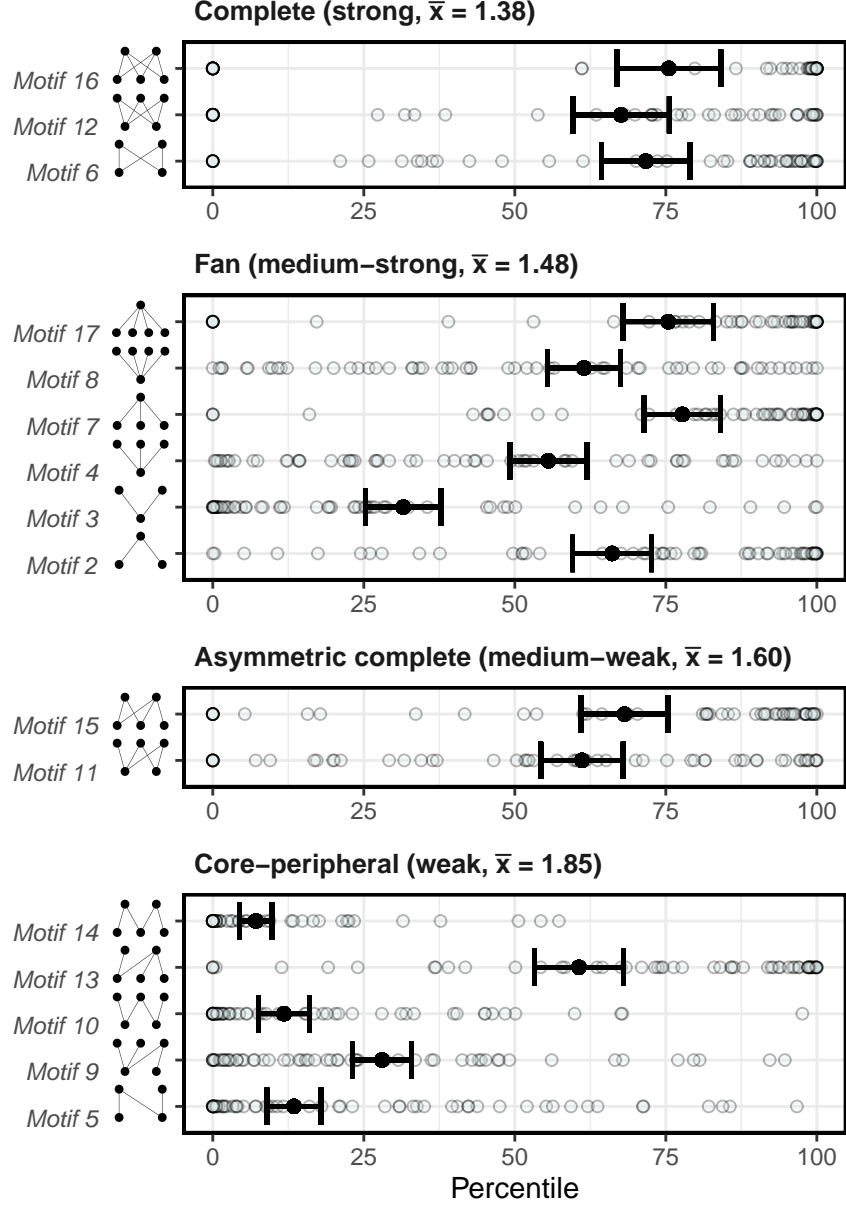 Complete (strong, x̅ = 1.38)
Motif 16
Motif 12
Motif 6
0 25 50 75 100
Fan (medium−strong, x̅ = 1.48)
Motif 17
Motif 8
Motif 7
Motif 4
Motif 3
Motif 2
0 25 50 75 100
Asymmetric complete (medium−weak, x̅ = 1.60)
Motif 15
Motif 11
0 25 50 75 100
Core−peripheral (weak, x̅ = 1.85)
Motif 14
Motif 13
Motif 10
Motif 9
Motif 5
0 25 50 75 100
Percentile